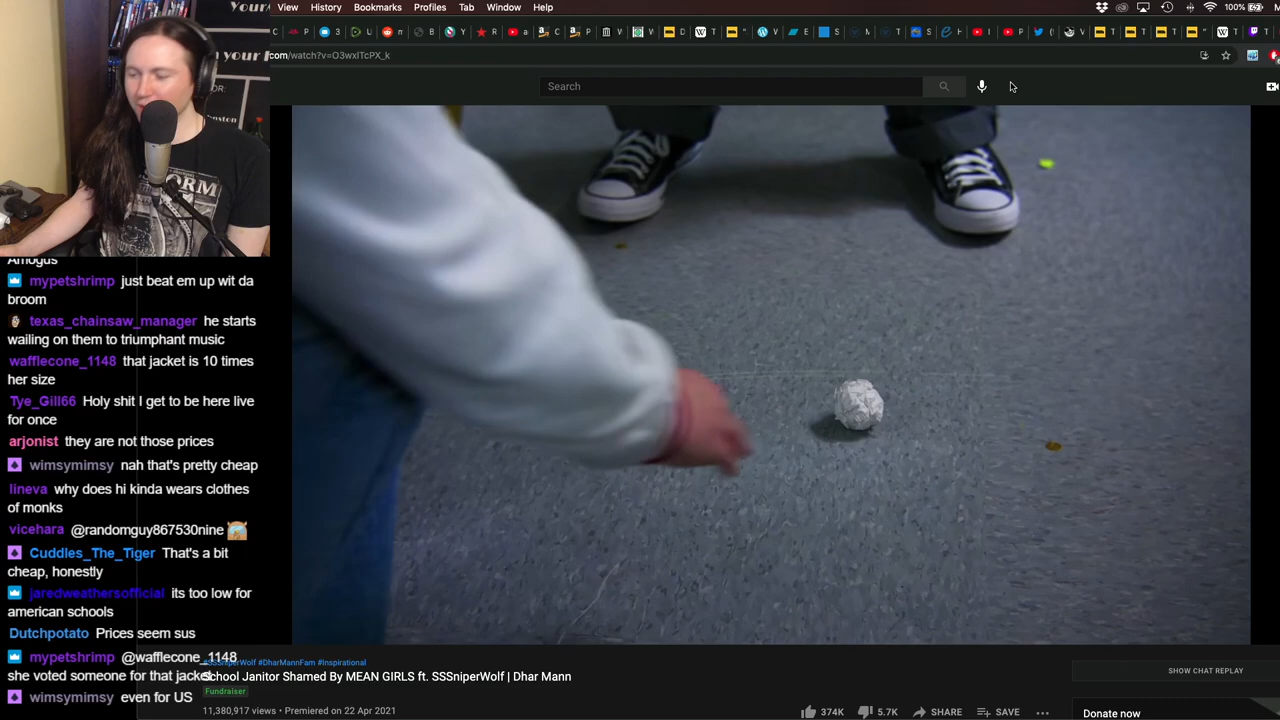 View History Bookmarks Profiles Tab Window Help
100%
com/watch?v=O3wxlTcPX_k
Search
Amogus
mypetshrimp just beat em up wit da
broom
texas_chainsaw_manager he starts
wailing on them to triumphant music
wafflecone_1148 that jacket is 10 times
her size
Tye_Gill66 Holy shit I get to be here live
for once
arjonist they are not those prices
wimsymimsy nah that's pretty cheap
lineva why does hi kinda wears clothes
of monks
vicehara @randomguy867530nine
Cuddles_The_Tiger That's a bit
cheap, honestly
jaredweathersofficial its too low for
american schools
Dutchpotato Prices seem sus
mypetshrimp @wafflecone_1148
she voted someone for that jacket
wimsymimsy even for US
#SSSniperWolf #DharMannFam #Inspirational
School Janitor Shamed By MEAN GIRLS ft. SSSniperWolf | Dhar Mann
Fundraiser
11,380,917 views • Premiered on 22 Apr 2021
374K 5.7K SHARE SAVE
SHOW CHAT REPLAY
Donate now